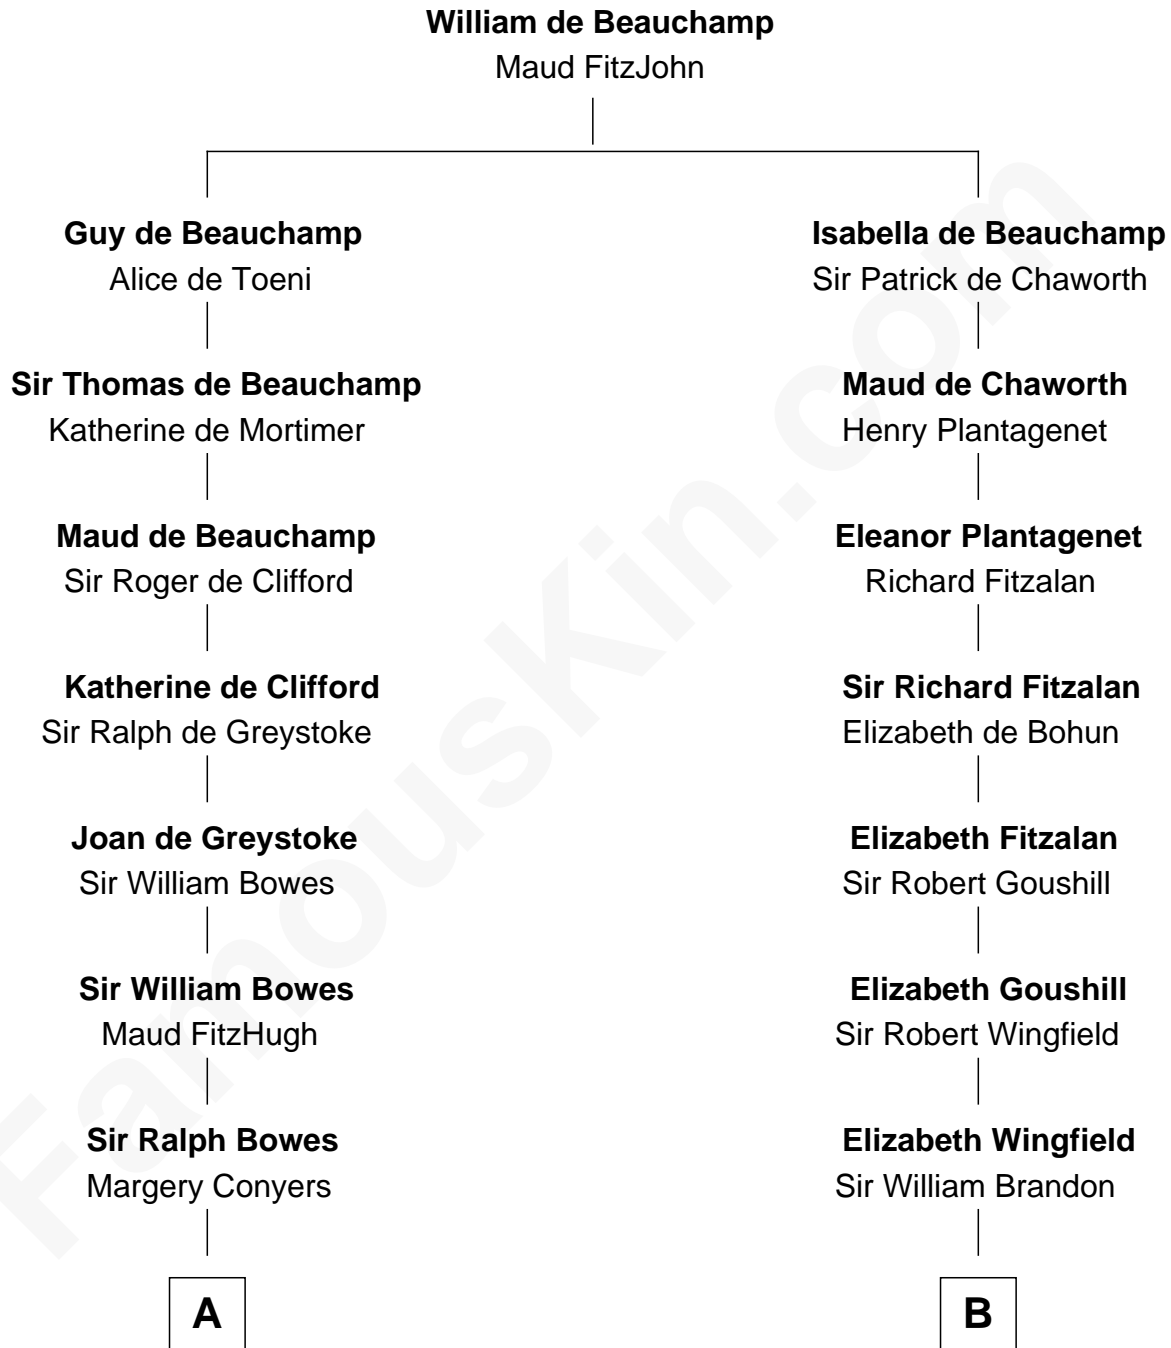 William de Beauchamp
Maud FitzJohn
Guy de Beauchamp
Alice de Toeni
Isabella de Beauchamp
Sir Patrick de Chaworth
Sir Thomas de Beauchamp
Katherine de Mortimer
Maud de Chaworth
Henry Plantagenet
Maud de Beauchamp
Sir Roger de Clifford
Eleanor Plantagenet
Richard Fitzalan
Katherine de Clifford
Sir Ralph de Greystoke
Sir Richard Fitzalan
Elizabeth de Bohun
Joan de Greystoke
Sir William Bowes
Elizabeth Fitzalan
Sir Robert Goushill
Sir William Bowes
Maud FitzHugh
Elizabeth Goushill
Sir Robert Wingfield
Sir Ralph Bowes
Margery Conyers
Elizabeth Wingfield
Sir William Brandon
A
B
FamousKin.com